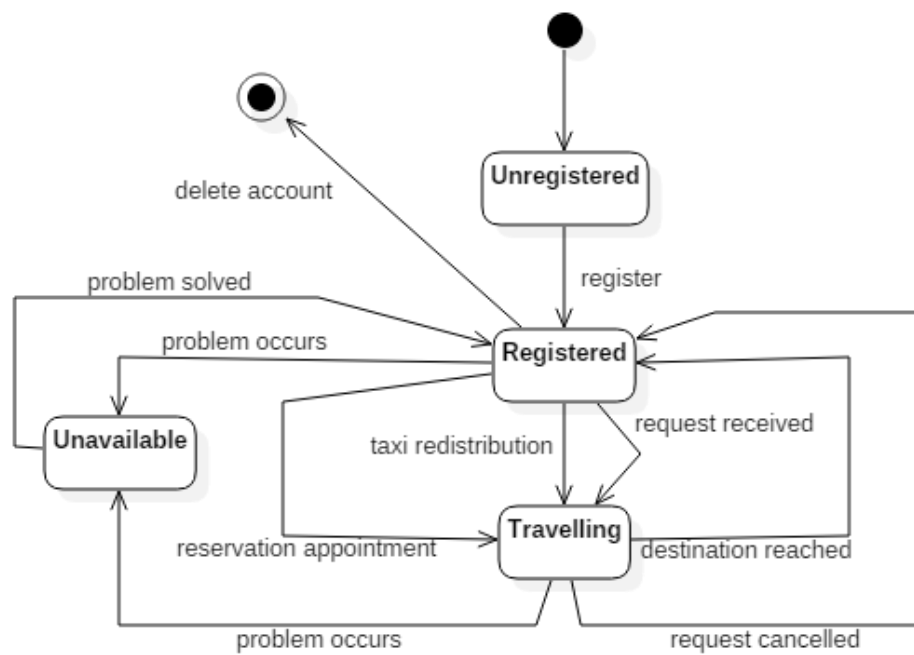 Unregistered
delete account
register
problem solved
problem occurs
Registered
request received
Unavailable
taxi redistribution
Travelling
reservation appointment
destination reached
problem occurs
request cancelled